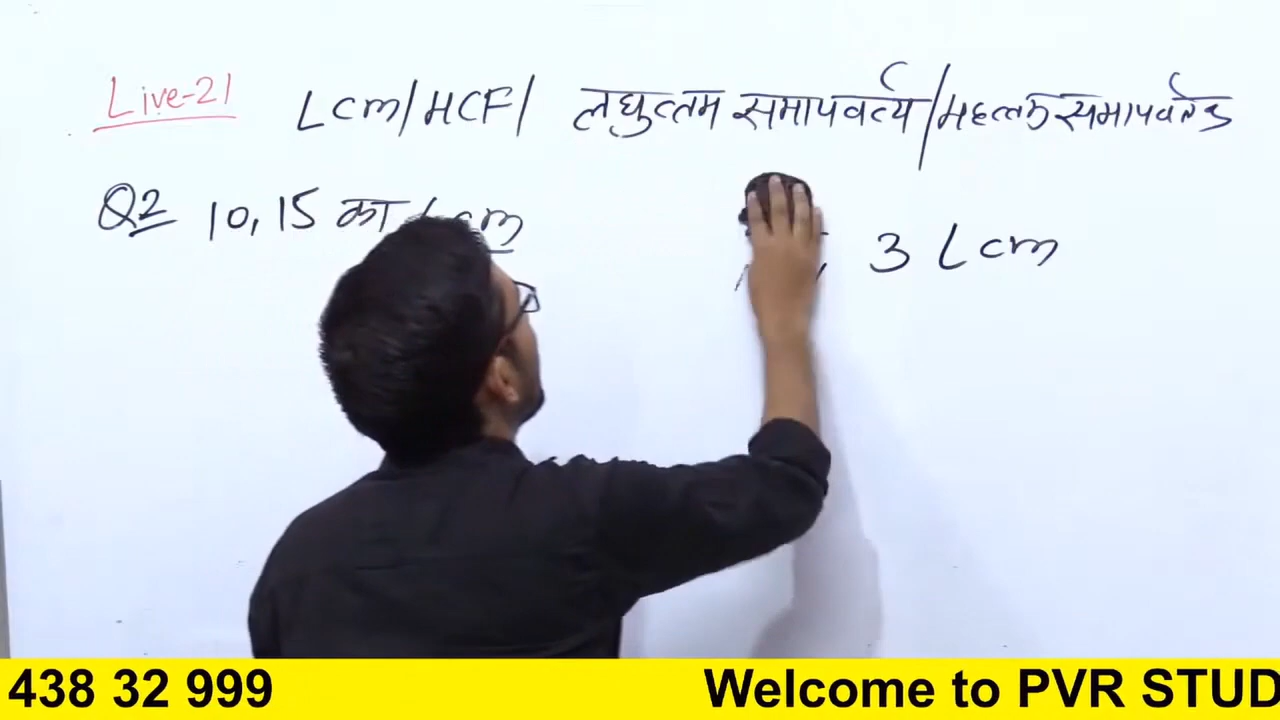 Live-21 Lcm/HCF/ लघुत्तम समापवर्त्य/महत्तम समापवर्तक
Q2 10, 15 का Lcm
3 Lcm
438 32 999 Welcome to PVR STUD